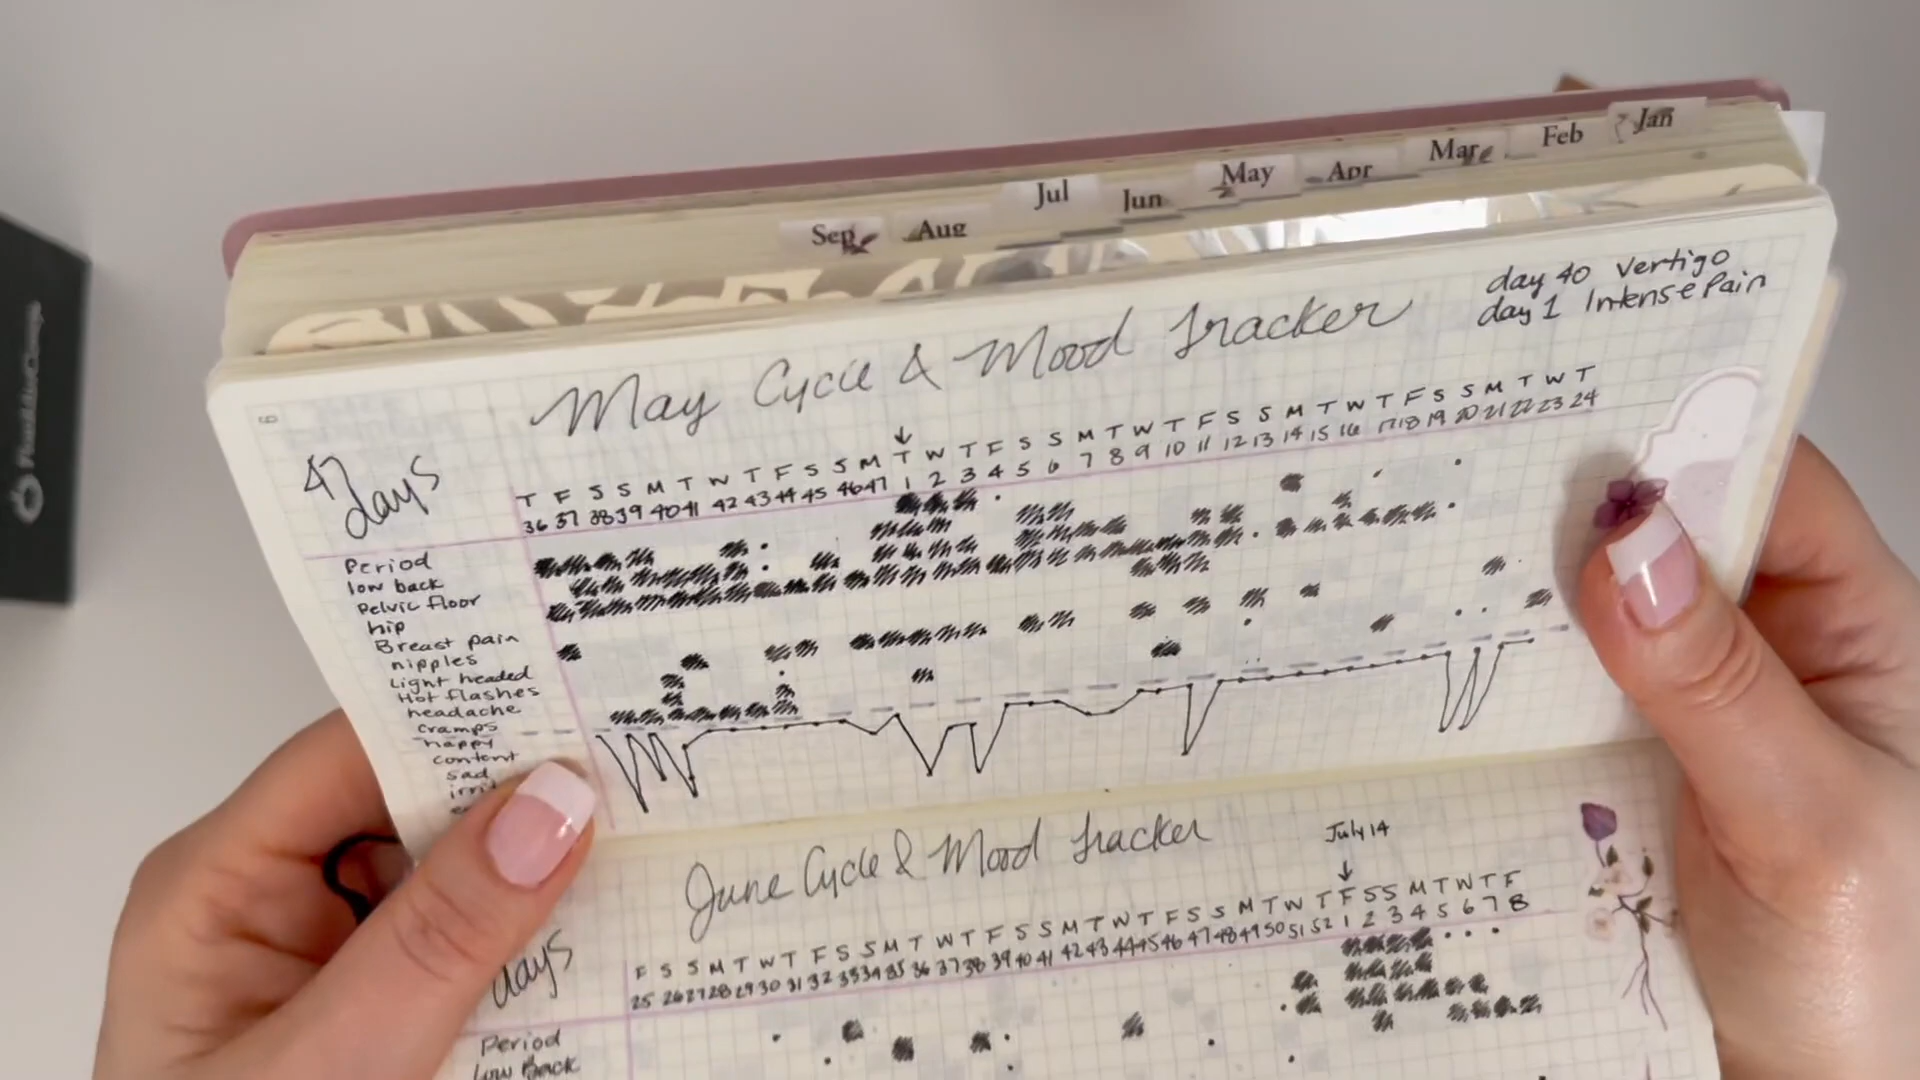 Jan
Feb
Mar
Apr
May
Jun
Jul
Aug
Sep
day 40 Vertigo
day 1 Intense Pain
May Cycle & Mood Tracker
47 days
T F S S M T W T F S S M T W T F S S M T W T F S S M T W T F S S M T W T
36 37 38 39 40 41 42 43 44 45 46 47 1 2 3 4 5 6 7 8 9 10 11 12 13 14 15 16 17 18 19 20 21 22 23 24
Period
low back
pelvic floor
hip
Breast pain
nipples
Light headed
Hot flashes
headache
cramps
happy
content
sad
June Cycle & Mood Tracker
July 14
days
F S S M T W T F S S M T W T F S S M T W T F S S M T W T F S S M T W T F
25 26 27 28 29 30 31 32 33 34 35 36 37 38 39 40 41 42 43 44 45 46 47 48 49 50 51 52 1 2 3 4 5 6 7 8
Period
low Back